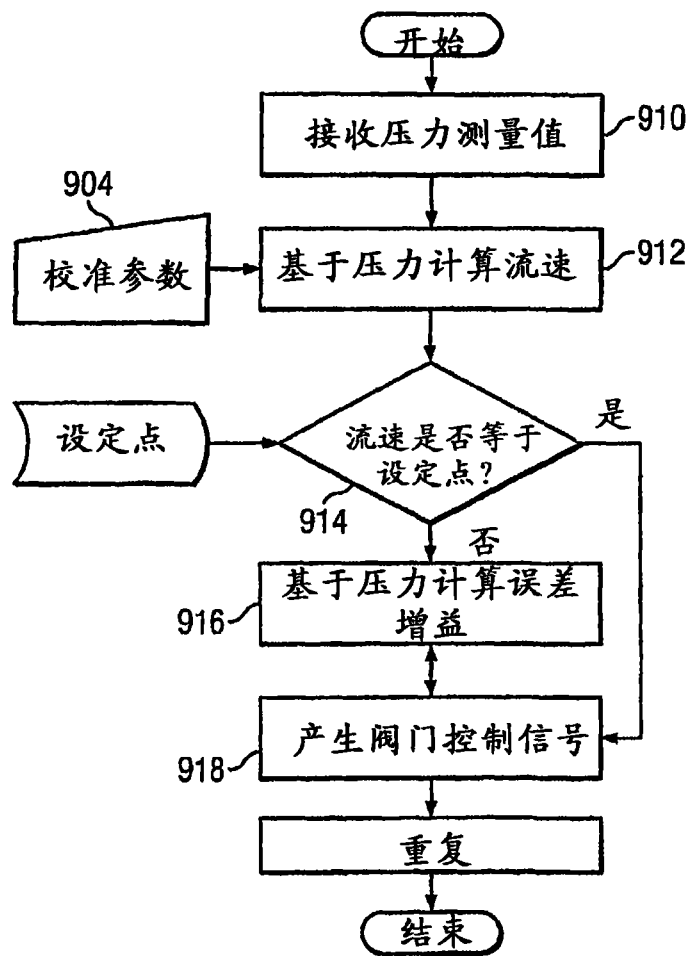 开始
接收压力测量值
910
904
校准参数
基于压力计算流速
912
设定点
流速是否等于
设定点?
是
914
否
基于压力计算误差
增益
916
产生阀门控制信号
918
重复
结束